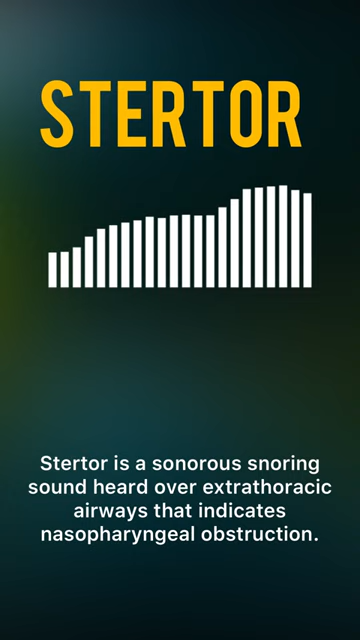 STERTOR
Stertor is a sonorous snoring
sound heard over extrathoracic
airways that indicates
nasopharyngeal obstruction.